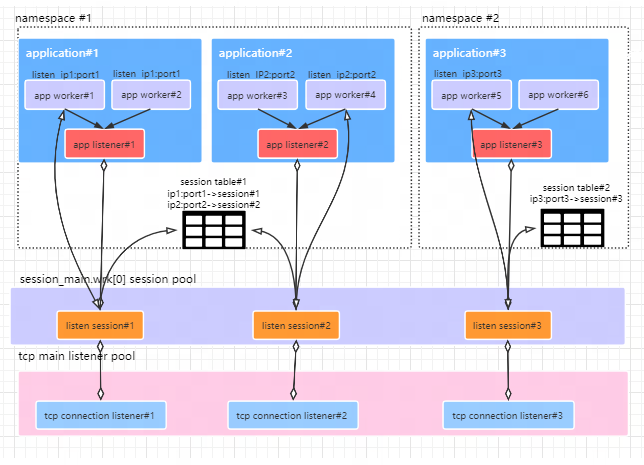 namespace #1
namespace #2
application#1
application#2
application#3
listen ip1:port1
listen ip1:port1
listen IP2:port2
listen ip2:port2
listen ip3:port3
app worker#1
app worker#2
app worker#3
app worker#4
app worker#5
app worker#6
app listener#1
app listener#2
app listener#3
session table#1
ip1:port1->session#1
ip2:port2->session#2
session table#2
ip3:port3->session#3
session_main.wrk[0] session pool
listen session#1
listen session#2
listen session#3
tcp main listener pool
tcp connection listener#1
tcp connection listener#2
tcp connection listener#3